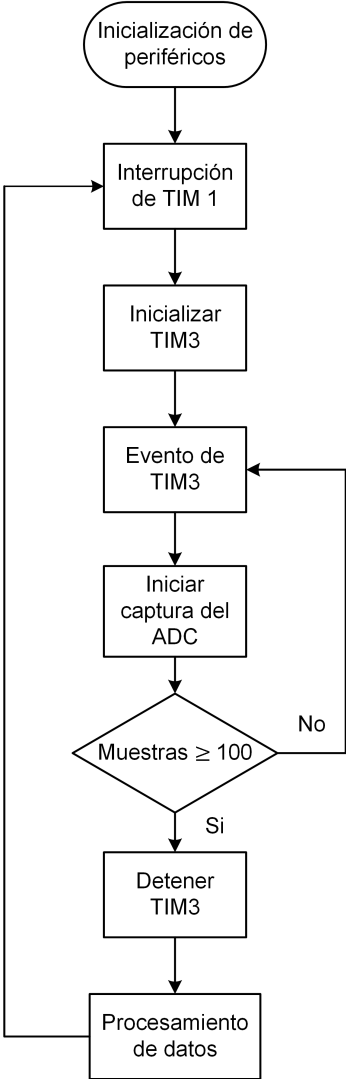 Inicialización de
periféricos
Interrupción
de TIM 1
Inicializar
TIM3
Evento de
TIM3
Iniciar
captura del
ADC
Muestras ≥ 100
No
Si
Detener
TIM3
Procesamiento
de datos